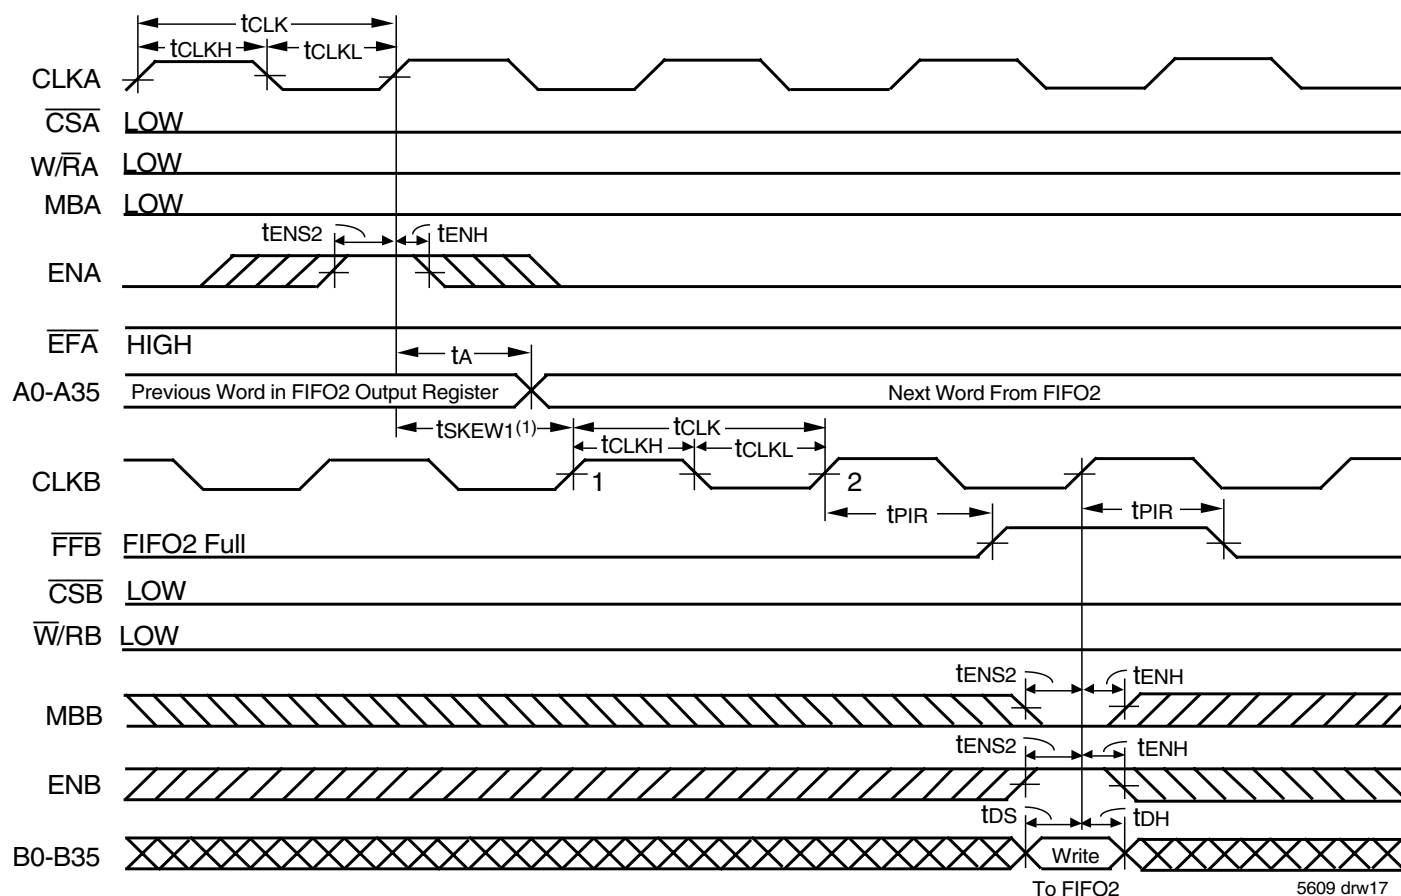 tCLK
tCLKH tCLKL
CLKA
CSA LOW
W/RA LOW
MBA LOW
tENS2 tENH
ENA
EFA HIGH
tA
A0-A35 Previous Word in FIFO2 Output Register Next Word From FIFO2
tSKEW1(1) tCLK
tCLKH tCLKL
CLKB 1 2
tPIR tPIR
FFB FIFO2 Full
CSB LOW
W/RB LOW
tENS2 tENH
MBB
tENS2 tENH
ENB
tDS tDH
B0-B35 Write
To FIFO2 5609 drw17